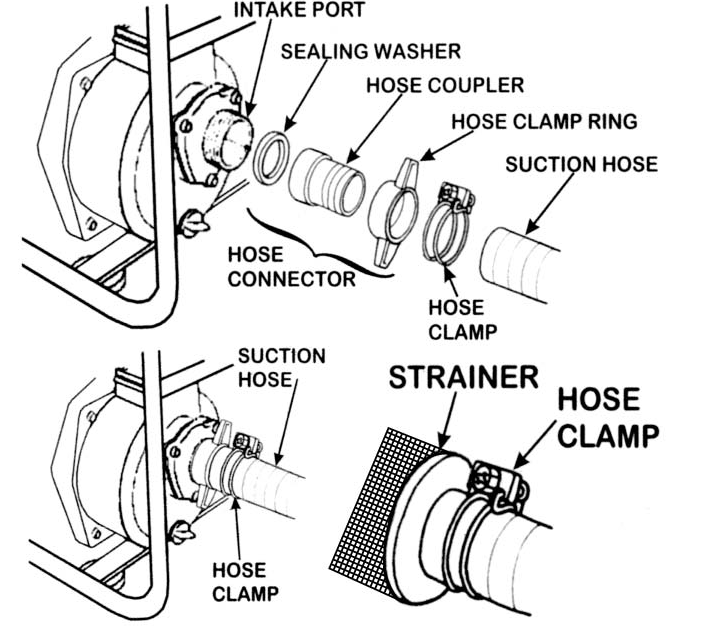 INTAKE PORT
SEALING WASHER
HOSE COUPLER
HOSE CLAMP RING
SUCTION HOSE
HOSE
CONNECTOR
HOSE
CLAMP
SUCTION
HOSE
STRAINER
HOSE
CLAMP
HOSE
CLAMP